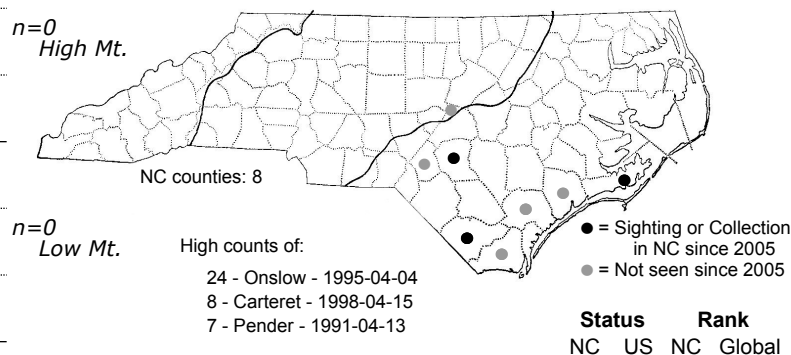 n=0
High Mt.
NC counties: 8
n=0
Low Mt.
High counts of:
24 - Onslow - 1995-04-04
8 - Carteret - 1998-04-15
7 - Pender - 1991-04-13
● = Sighting or Collection
in NC since 2005
● = Not seen since 2005
Status Rank
NC US NC Global